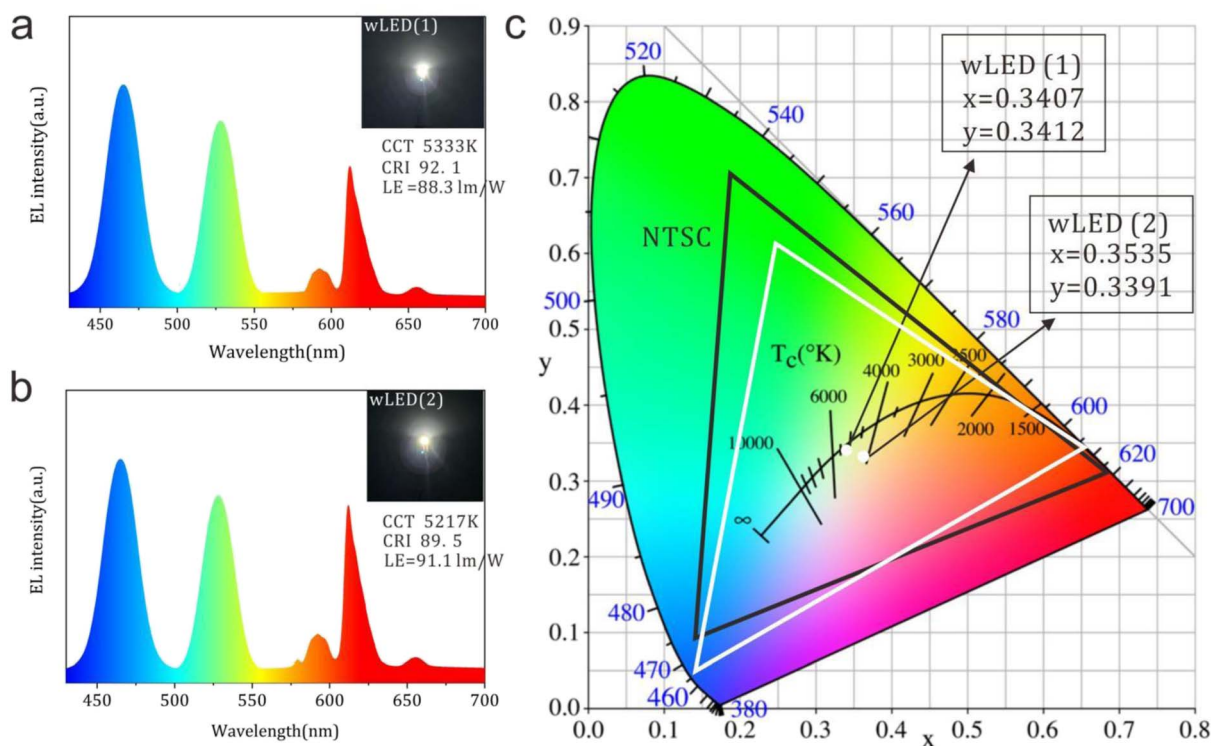 a
EL intensity(a.u.)
wLED(1)
CCT 5333K
CRI 92.1
LE =88.3 lm/W
450 500 550 600 650 700
Wavelength(nm)
b
EL intensity(a.u.)
wLED(2)
CCT 5217K
CRI 89.5
LE=91.1 lm/W
450 500 550 600 650 700
Wavelength(nm)
c
0.9
0.8
0.7
0.6
0.5
0.4
0.3
0.2
0.1
0.0
y
0.0 0.1 0.2 0.3 0.4 0.5 0.6 0.7 0.8
x
520
540
560
580
600
620
700
500
490
480
470
460
380
NTSC
Tc(°K)
∞
10000
6000
4000
3000
2500
2000
1500
wLED (1)
x=0.3407
y=0.3412
wLED (2)
x=0.3535
y=0.3391